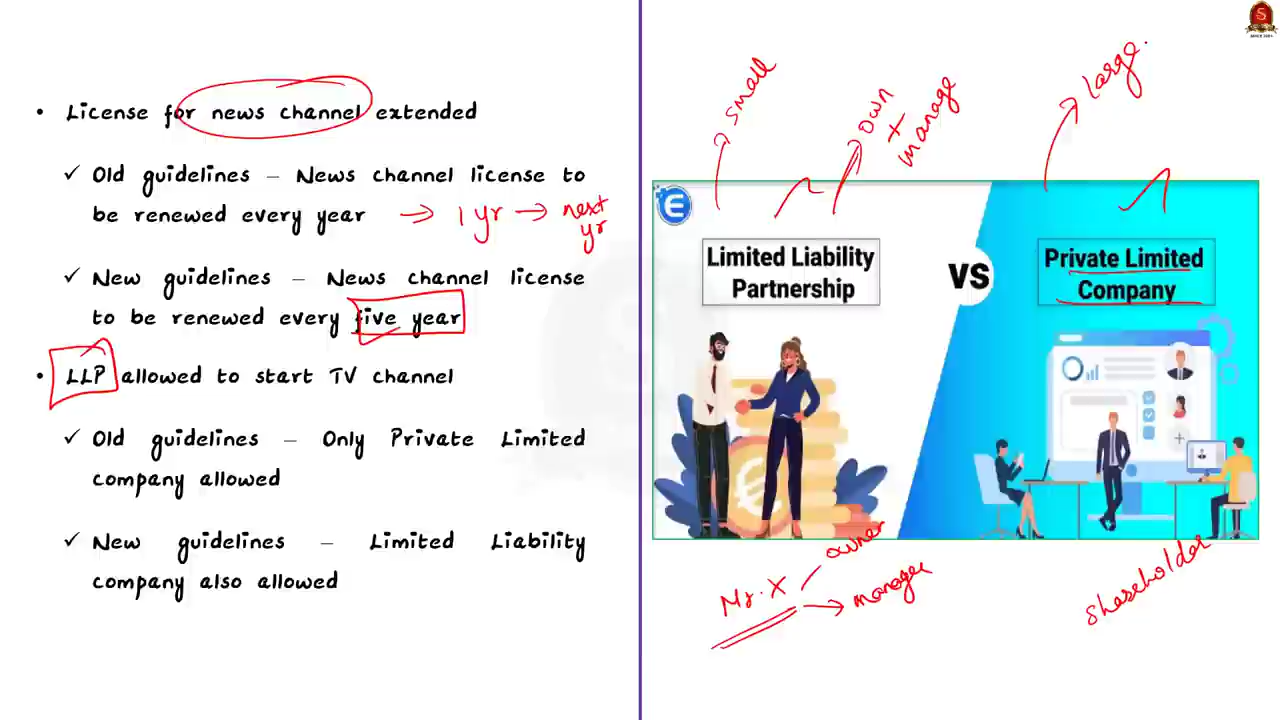 • License for news channel extended
✓ Old guidelines – News channel license to
be renewed every year → 1 yr → next
yr
✓ New guidelines – News channel license
to be renewed every five year
• LLP allowed to start TV channel
✓ Old guidelines – Only Private Limited
company allowed
✓ New guidelines – Limited Liability
company also allowed
small
own
+
manage
large
E
Limited Liability
Partnership
VS
Private Limited
Company
Mr. X
owner
manager
shareholder
S